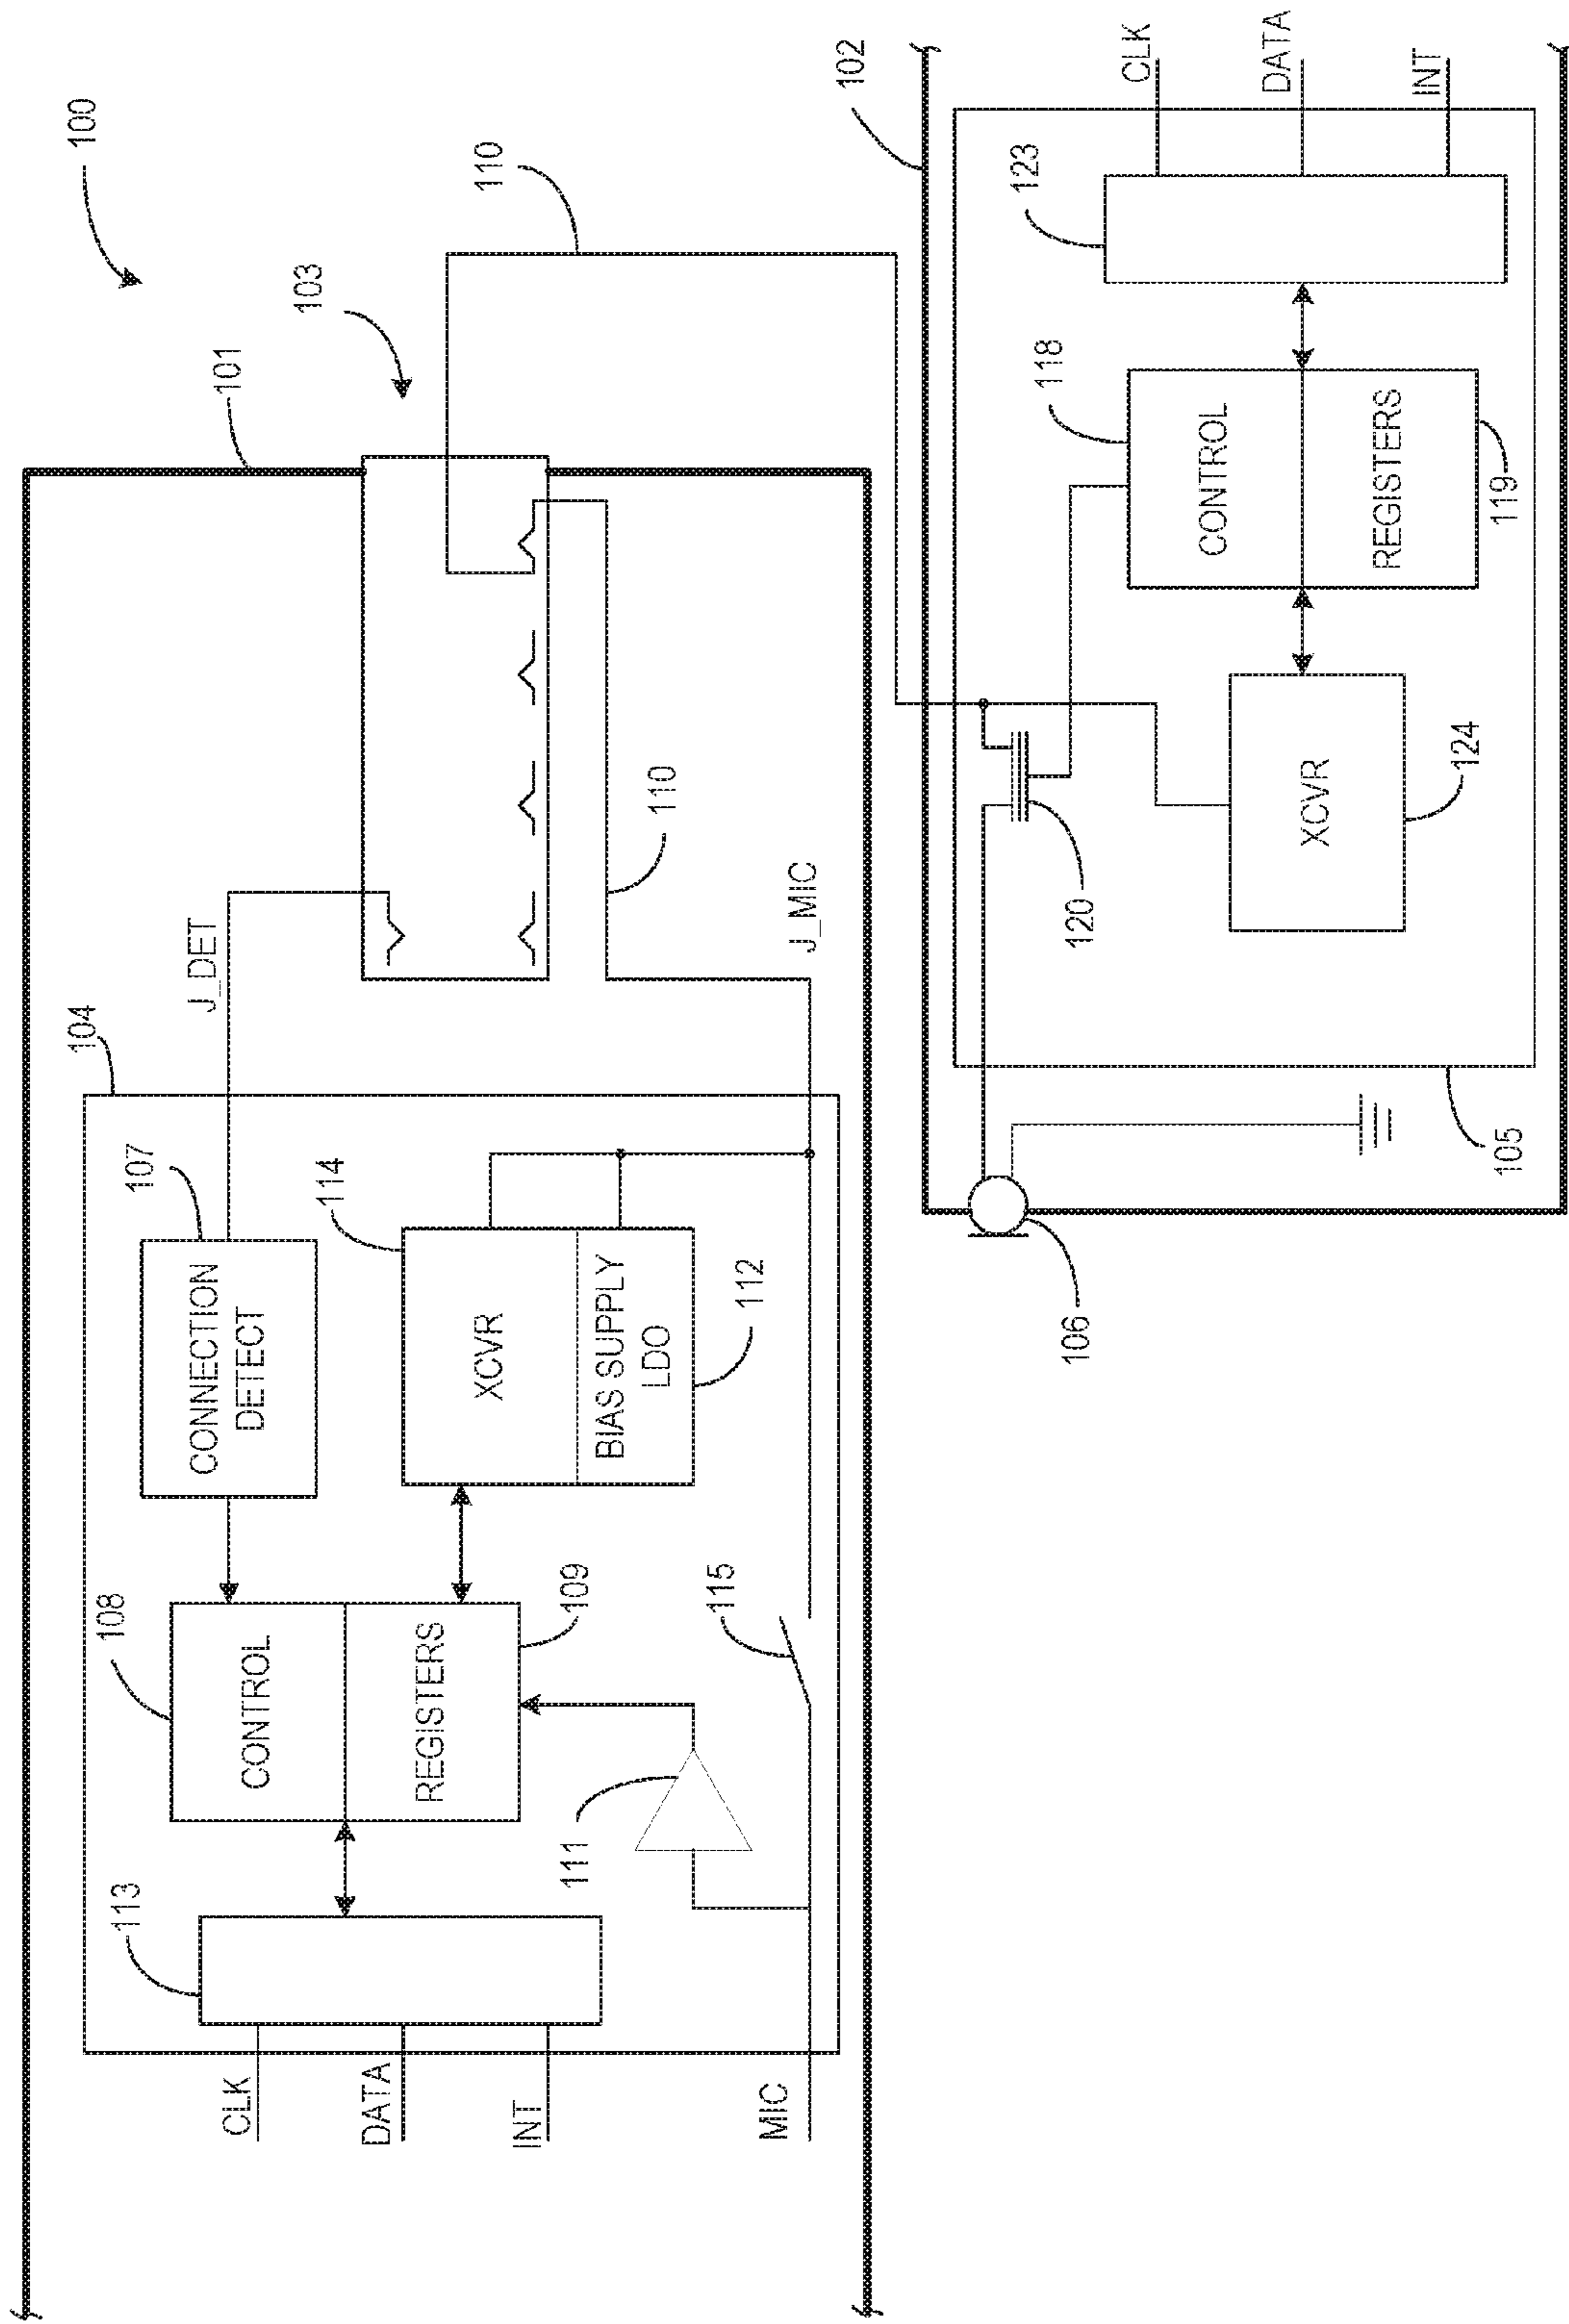 100
101
103
110
104
J_DET
107
CONNECTION
DETECT
108
CONTROL
REGISTERS
109
114
XCVR
BIAS SUPPLY
LDO
112
113
CLK
DATA
INT
MIC
111
115
110
J_MIC
102
CLK
DATA
INT
123
118
CONTROL
REGISTERS
119
120
XCVR
124
105
106